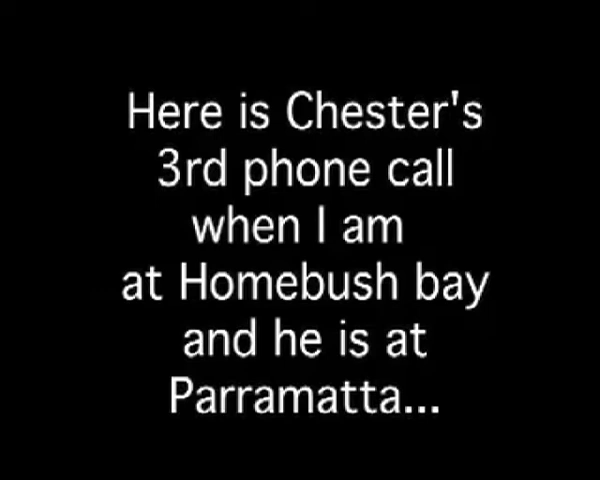 Here is Chester's
3rd phone call
when I am
at Homebush bay
and he is at
Parramatta...